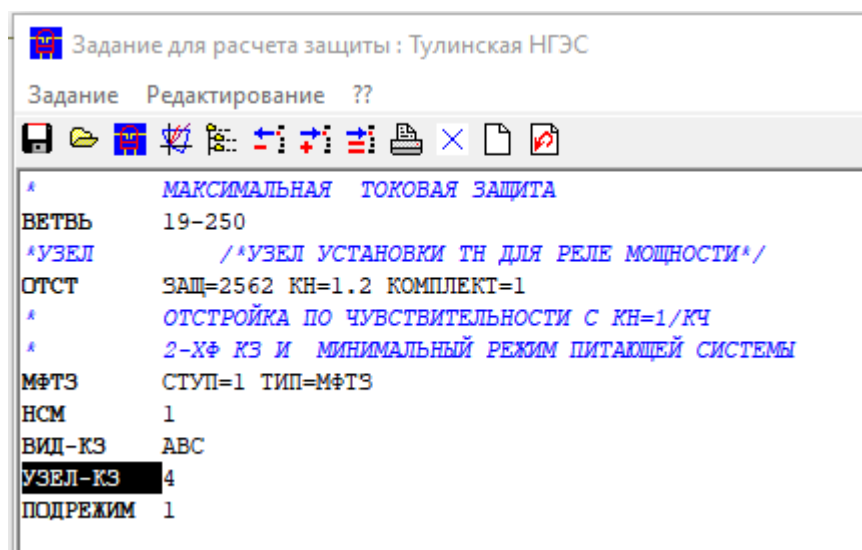 Задание для расчета защиты : Тулинская НГЭС
Задание Редактирование ??
* МАКСИМАЛЬНАЯ ТОКОВАЯ ЗАЩИТА
ВЕТВЬ 19-250
*УЗЕЛ /*УЗЕЛ УСТАНОВКИ ТН ДЛЯ РЕЛЕ МОЩНОСТИ*/
ОТСТ ЗАЩ=2562 КН=1.2 КОМПЛЕКТ=1
* ОТСТРОЙКА ПО ЧУВСТВИТЕЛЬНОСТИ С КН=1/КЧ
* 2-ХФ КЗ И МИНИМАЛЬНЫЙ РЕЖИМ ПИТАЮЩЕЙ СИСТЕМЫ
МФТЗ СТУП=1 ТИП=МФТЗ
НСМ 1
ВИД-КЗ АВС
УЗЕЛ-КЗ 4
ПОДРЕЖИМ 1